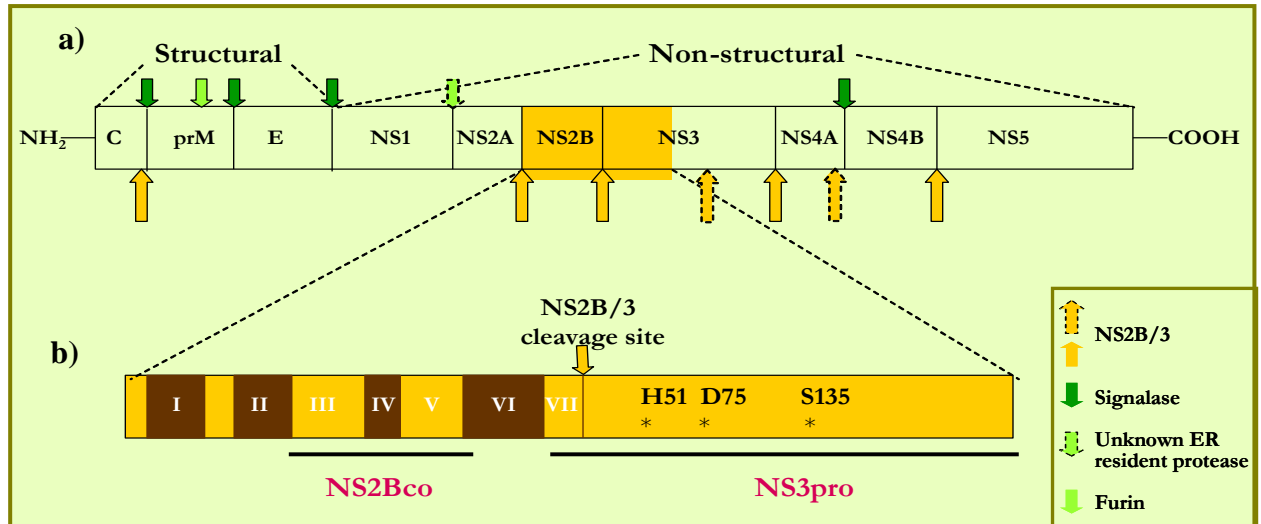 a)
Structural
Non-structural
NH2
C
prM
E
NS1
NS2A
NS2B
NS3
NS4A
NS4B
NS5
COOH
NS2B/3
cleavage site
b)
I
II
III
IV
V
VI
VII
H51 D75 S135
* * *
NS2Bco
NS3pro
NS2B/3
Signalase
Unknown ER
resident protease
Furin